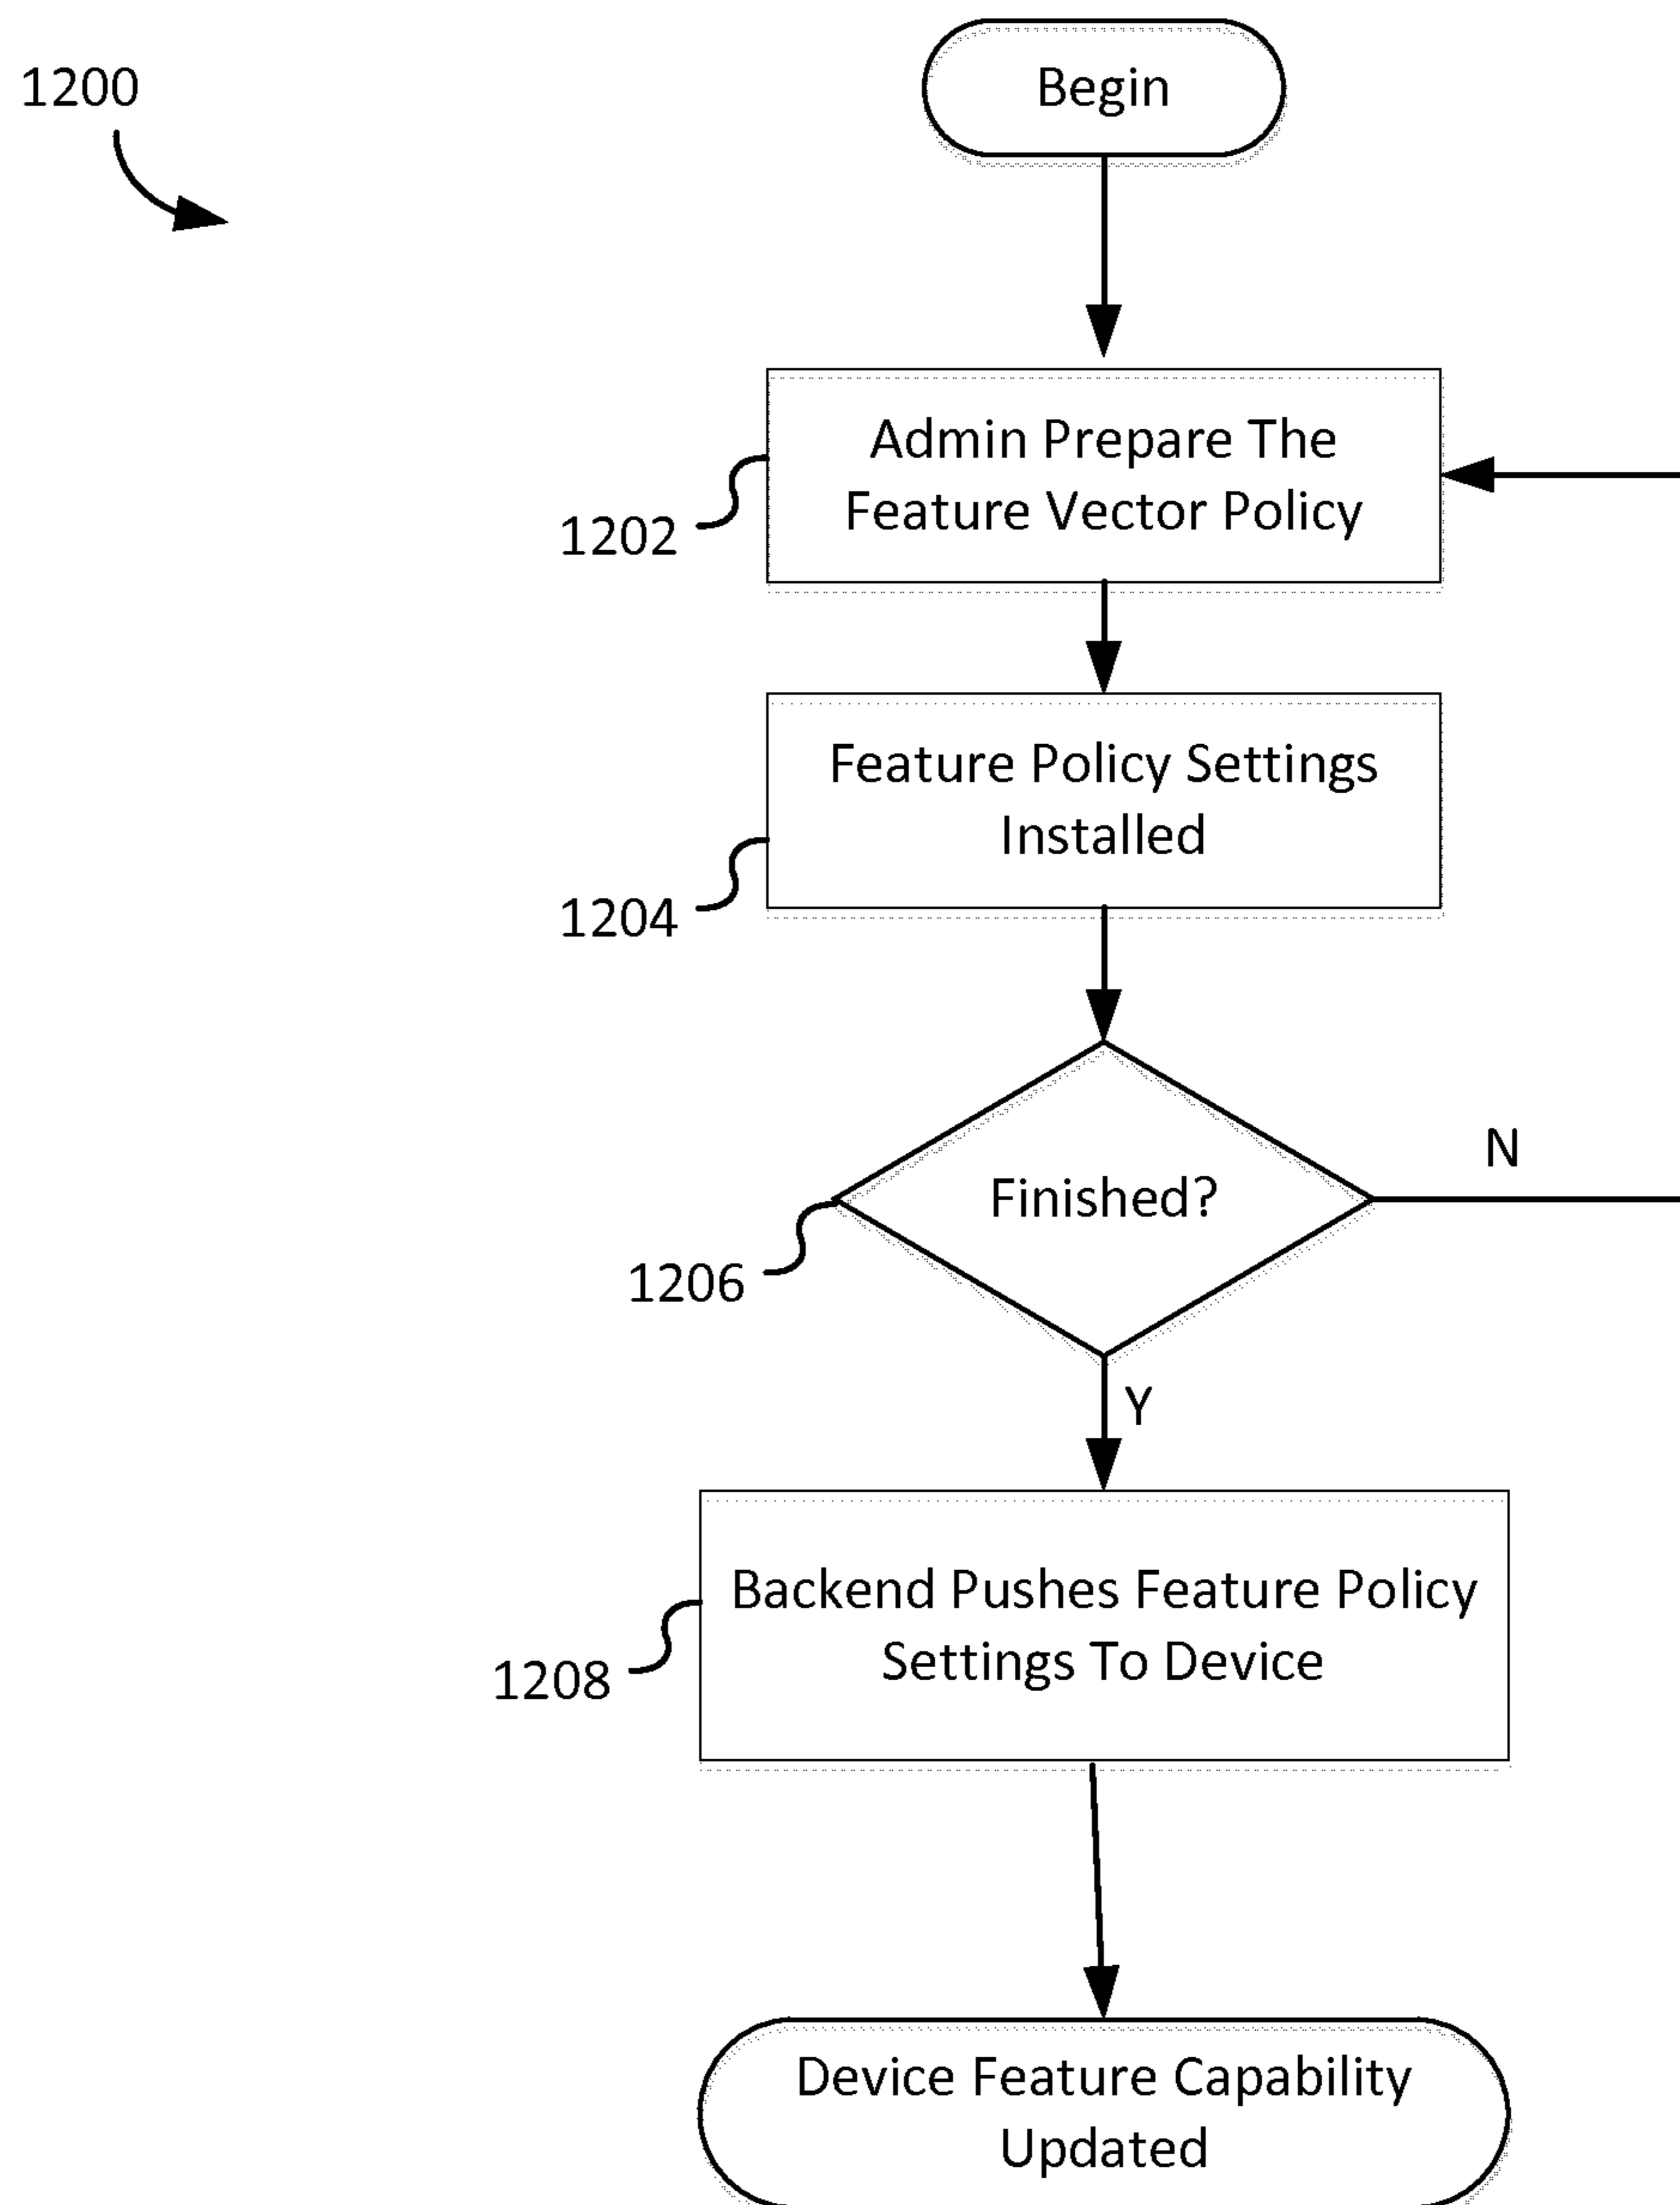 1200
Begin
Admin Prepare The
Feature Vector Policy
1202
Feature Policy Settings
Installed
1204
Finished?
N
1206
Y
Backend Pushes Feature Policy
Settings To Device
1208
Device Feature Capability
Updated